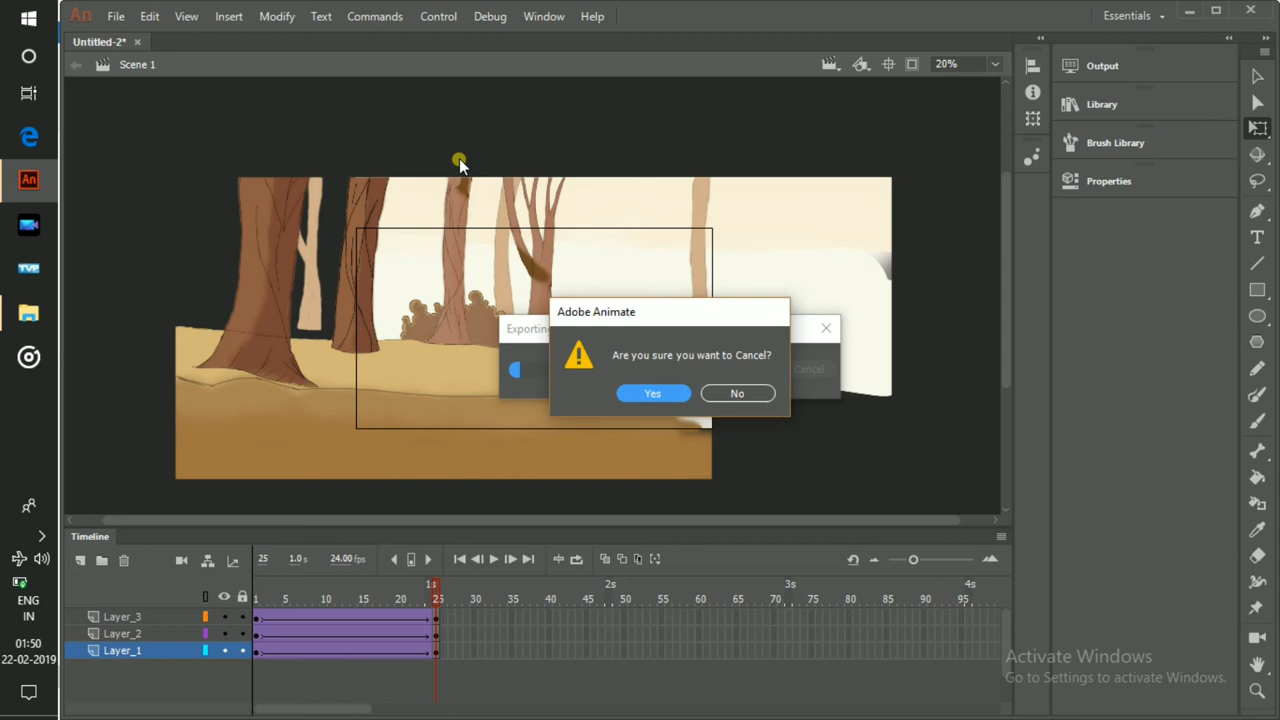 An File Edit View Insert Modify Text Commands Control Debug Window Help Essentials
Untitled-2*
Scene 1 20%
Output
Library
Brush Library
Properties
Exporting
Cancel
Adobe Animate
Are you sure you want to Cancel?
Yes No
An
TVP
Timeline
25 1.0 s 24.00 fps
1s 2s 3s 4s
1 5 10 15 20 25 30 35 40 45 50 55 60 65 70 75 80 85 90 95
Layer_3
Layer_2
Layer_1
ENG
IN
01:50
22-02-2019
Activate Windows
Go to Settings to activate Windows.